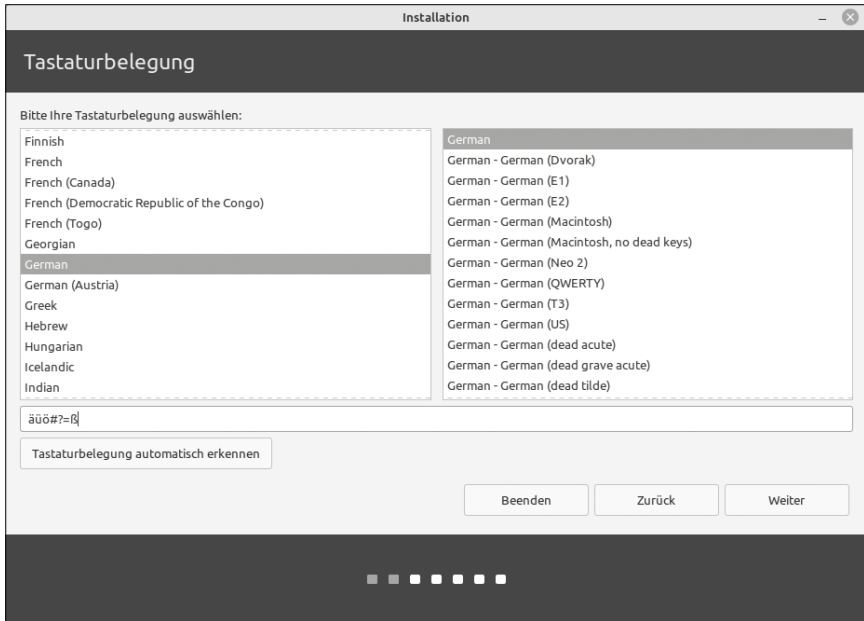 Installation
Tastaturbelegung
Bitte Ihre Tastaturbelegung auswählen:
Finnish
French
French (Canada)
French (Democratic Republic of the Congo)
French (Togo)
Georgian
German
German (Austria)
Greek
Hebrew
Hungarian
Icelandic
Indian
German
German - German (Dvorak)
German - German (E1)
German - German (E2)
German - German (Macintosh)
German - German (Macintosh, no dead keys)
German - German (Neo 2)
German - German (QWERTY)
German - German (T3)
German - German (US)
German - German (dead acute)
German - German (dead grave acute)
German - German (dead tilde)
äüö#?=ß
Tastaturbelegung automatisch erkennen
Beenden
Zurück
Weiter